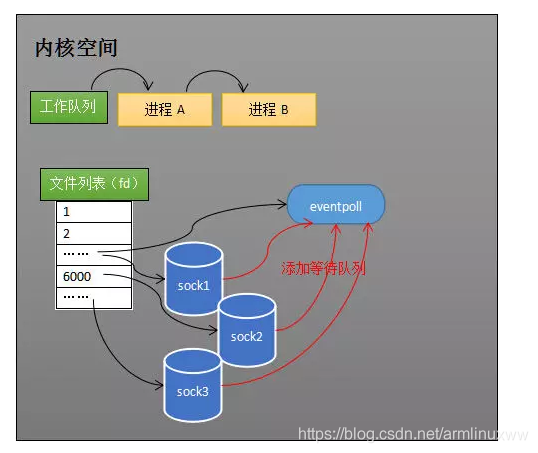 内核空间
工作队列
进程 A
进程 B
文件列表（fd）
1
2
……
6000
……
eventpoll
添加等待队列
sock1
sock2
sock3
https://blog.csdn.net/armlinuxww